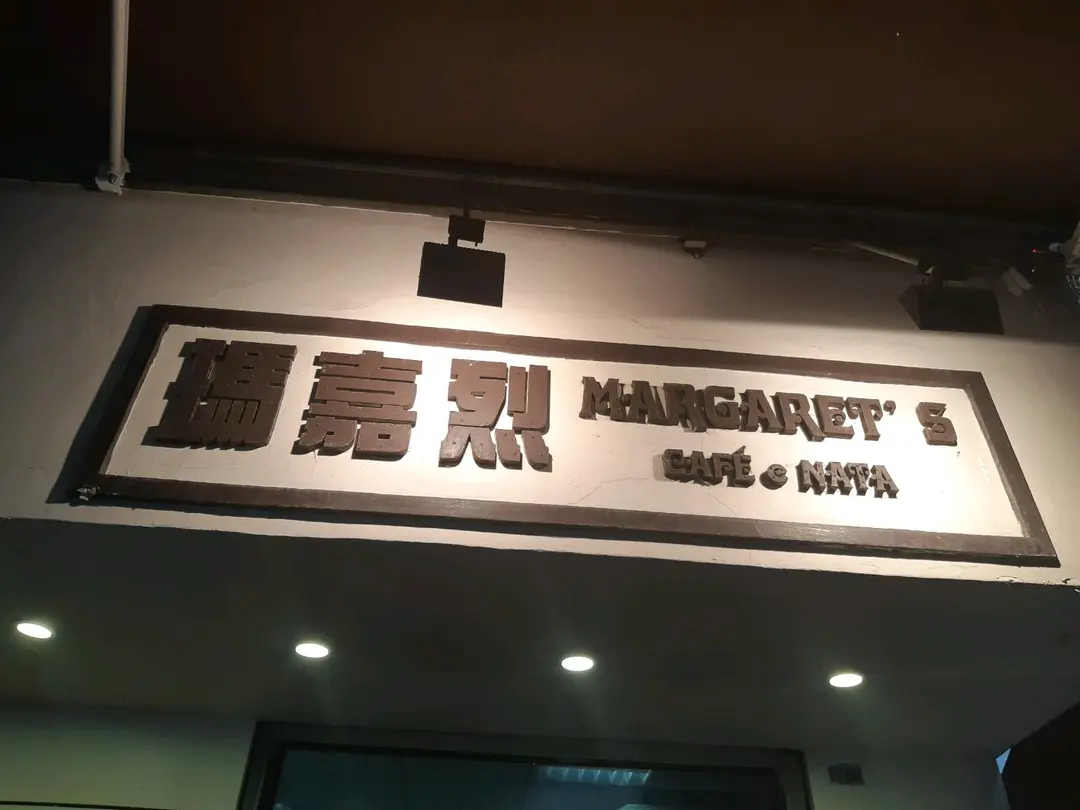 瑪嘉烈
MARGARET'S
CAFÉ e NATA